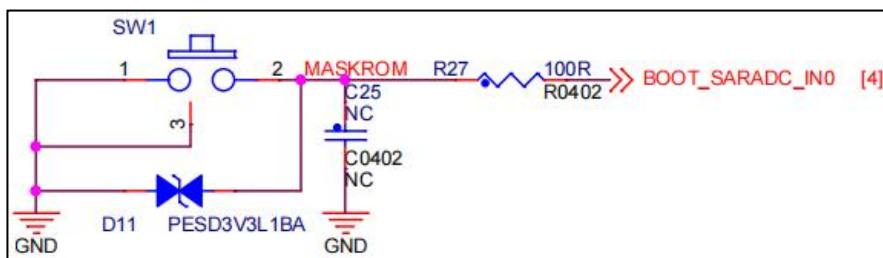 SW1
1
2
MASKROM
R27
100R
BOOT_SARADC_IN0 [4]
C25
R0402
NC
3
C0402
NC
D11
PESD3V3L1BA
GND
GND